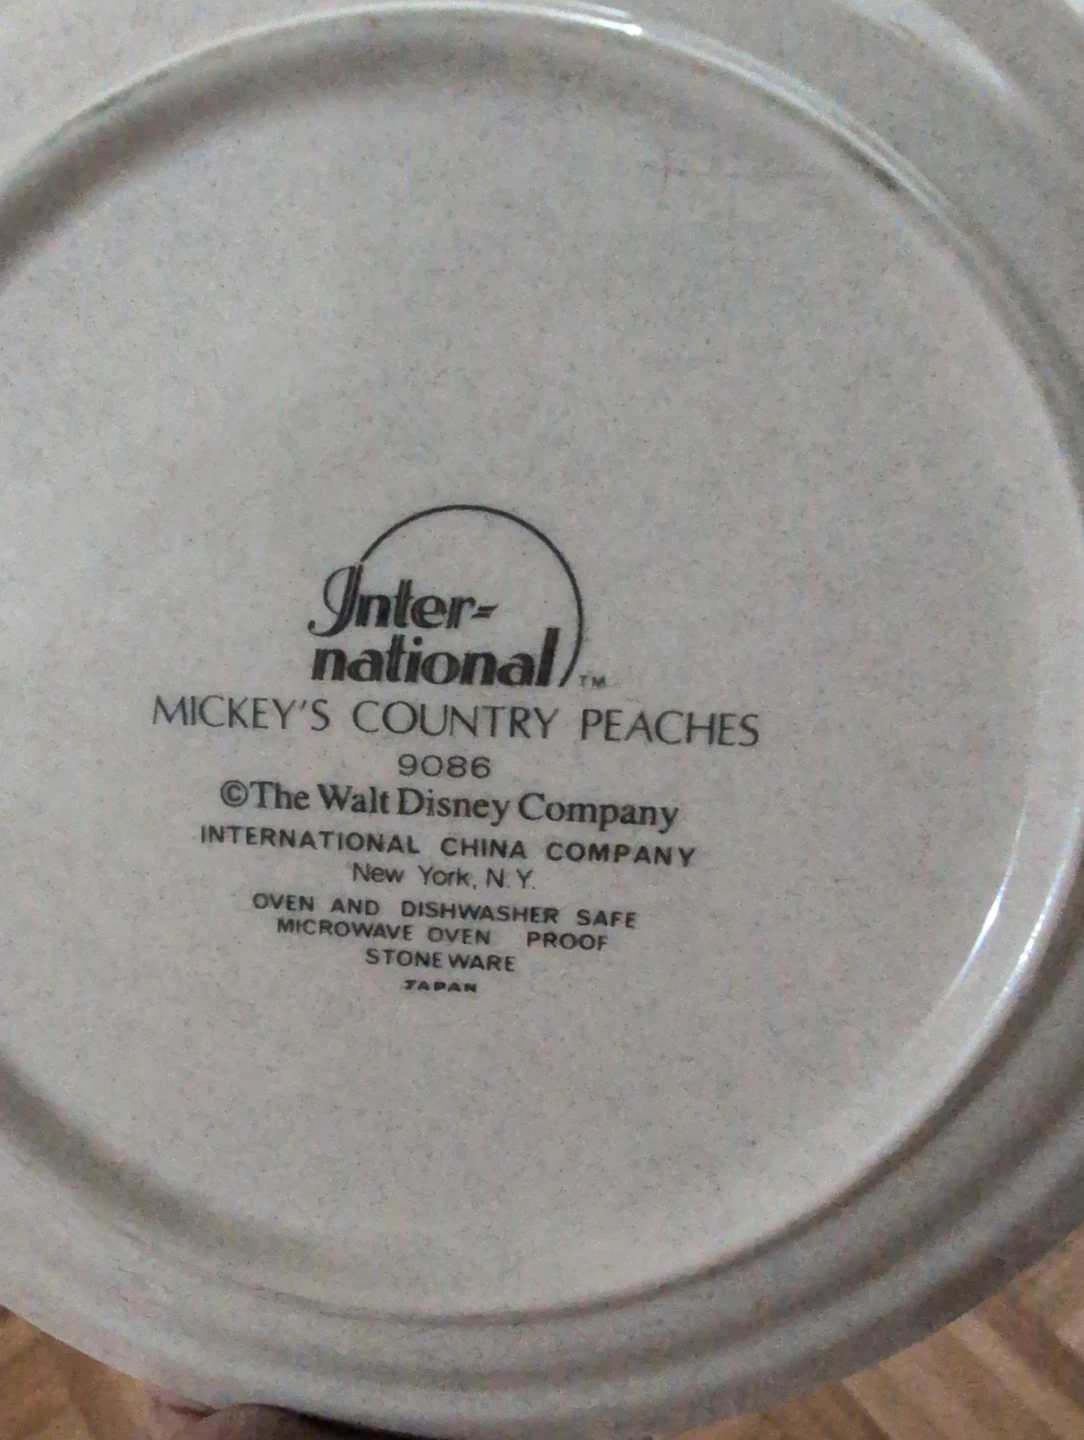 Inter-
national TM
MICKEY'S COUNTRY PEACHES
9086
©The Walt Disney Company
INTERNATIONAL CHINA COMPANY
New York, N.Y.
OVEN AND DISHWASHER SAFE
MICROWAVE OVEN PROOF
STONEWARE
JAPAN